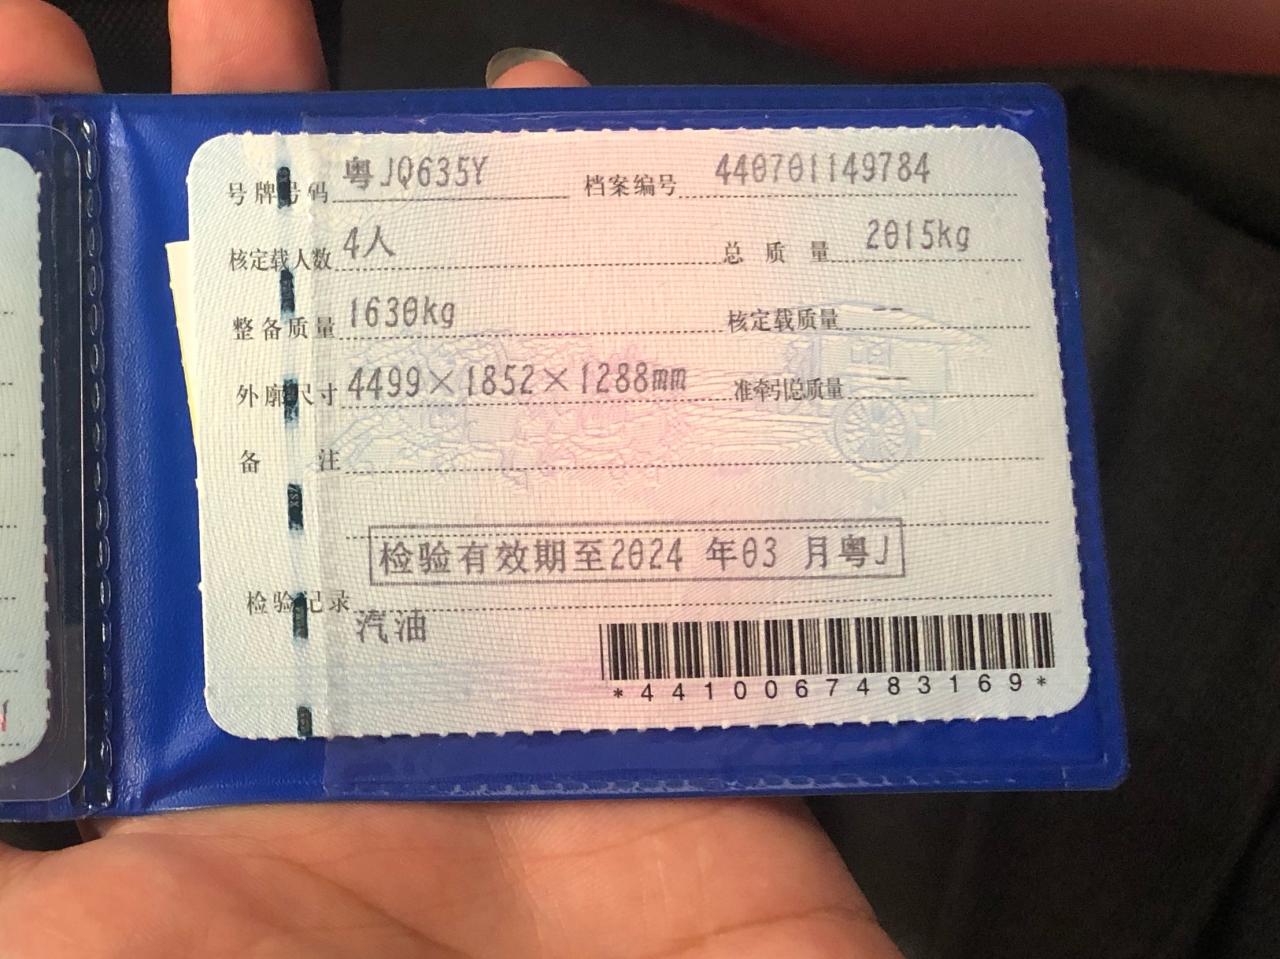 号牌号码 粤JQ635Y 档案编号 440701149784
核定载人数 4人 总质量 2015kg
整备质量 1630kg 核定载质量 --
外廓尺寸 4499×1852×1288mm 准牵引总质量 --
备注
检验有效期至2024 年03 月粤J
检验记录
汽油
*4410067483169*